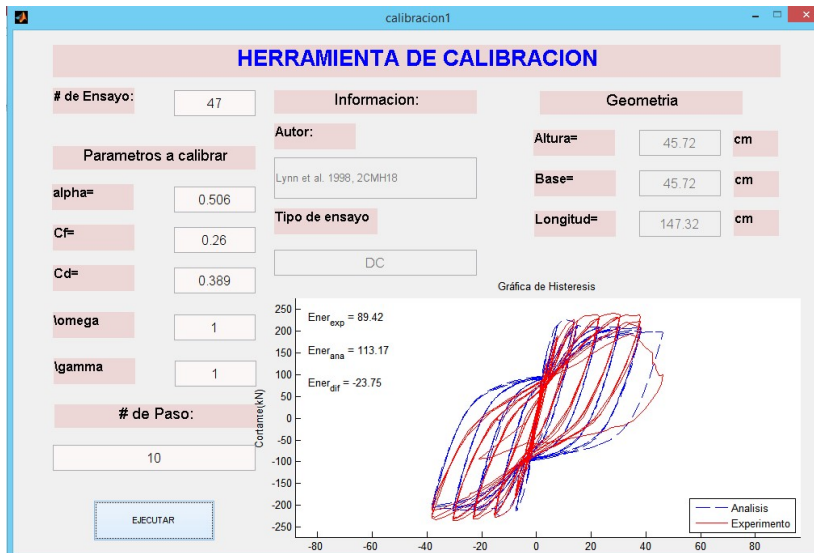 calibracion1
HERRAMIENTA DE CALIBRACION
# de Ensayo:
47
Parametros a calibrar
alpha=
0.506
Cf=
0.26
Cd=
0.389
\omega
1
\gamma
1
# de Paso:
10
EJECUTAR
Informacion:
Autor:
Lynn et al. 1998, 2CMH18
Tipo de ensayo
DC
Geometria
Altura=
45.72
cm
Base=
45.72
cm
Longitud=
147.32
cm
Gráfica de Histeresis
Cortante(kN)
250
200
150
100
50
0
-50
-100
-150
-200
-250
Ener_exp = 89.42
Ener_ana = 113.17
Ener_dif = -23.75
-80 -60 -40 -20 0 20 40 60 80
Analisis
Experimento